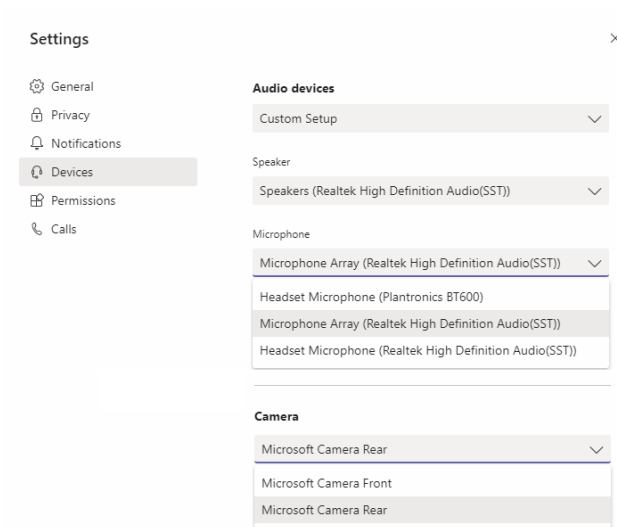 Settings
General
Privacy
Notifications
Devices
Permissions
Calls
Audio devices
Custom Setup
Speaker
Speakers (Realtek High Definition Audio(SST))
Microphone
Microphone Array (Realtek High Definition Audio(SST))
Headset Microphone (Plantronics BT600)
Microphone Array (Realtek High Definition Audio(SST))
Headset Microphone (Realtek High Definition Audio(SST))
Camera
Microsoft Camera Rear
Microsoft Camera Front
Microsoft Camera Rear